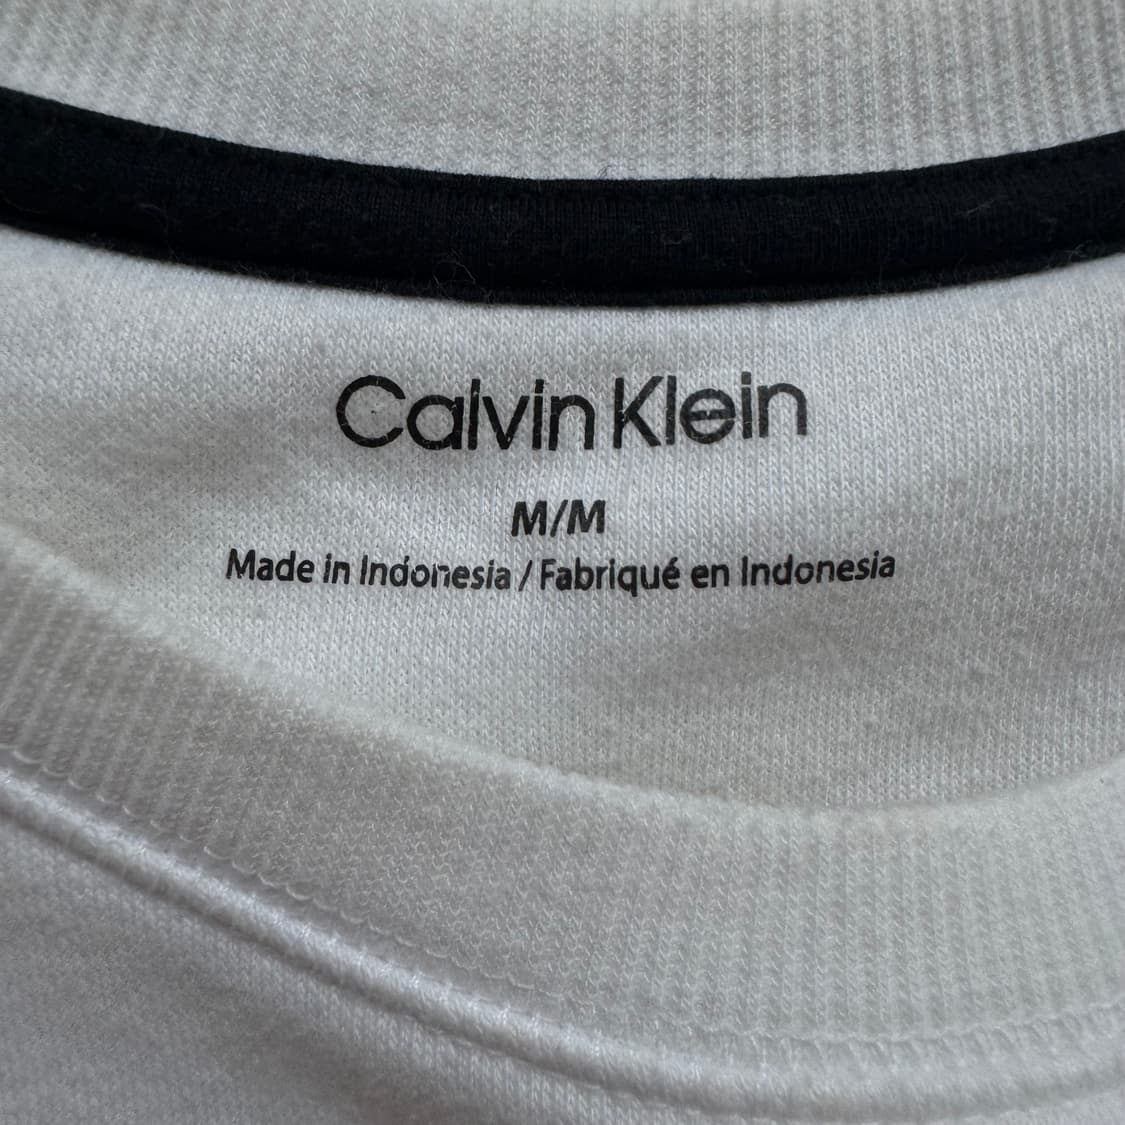 Calvin Klein
M/M
Made in Indonesia / Fabriqué en Indonesia